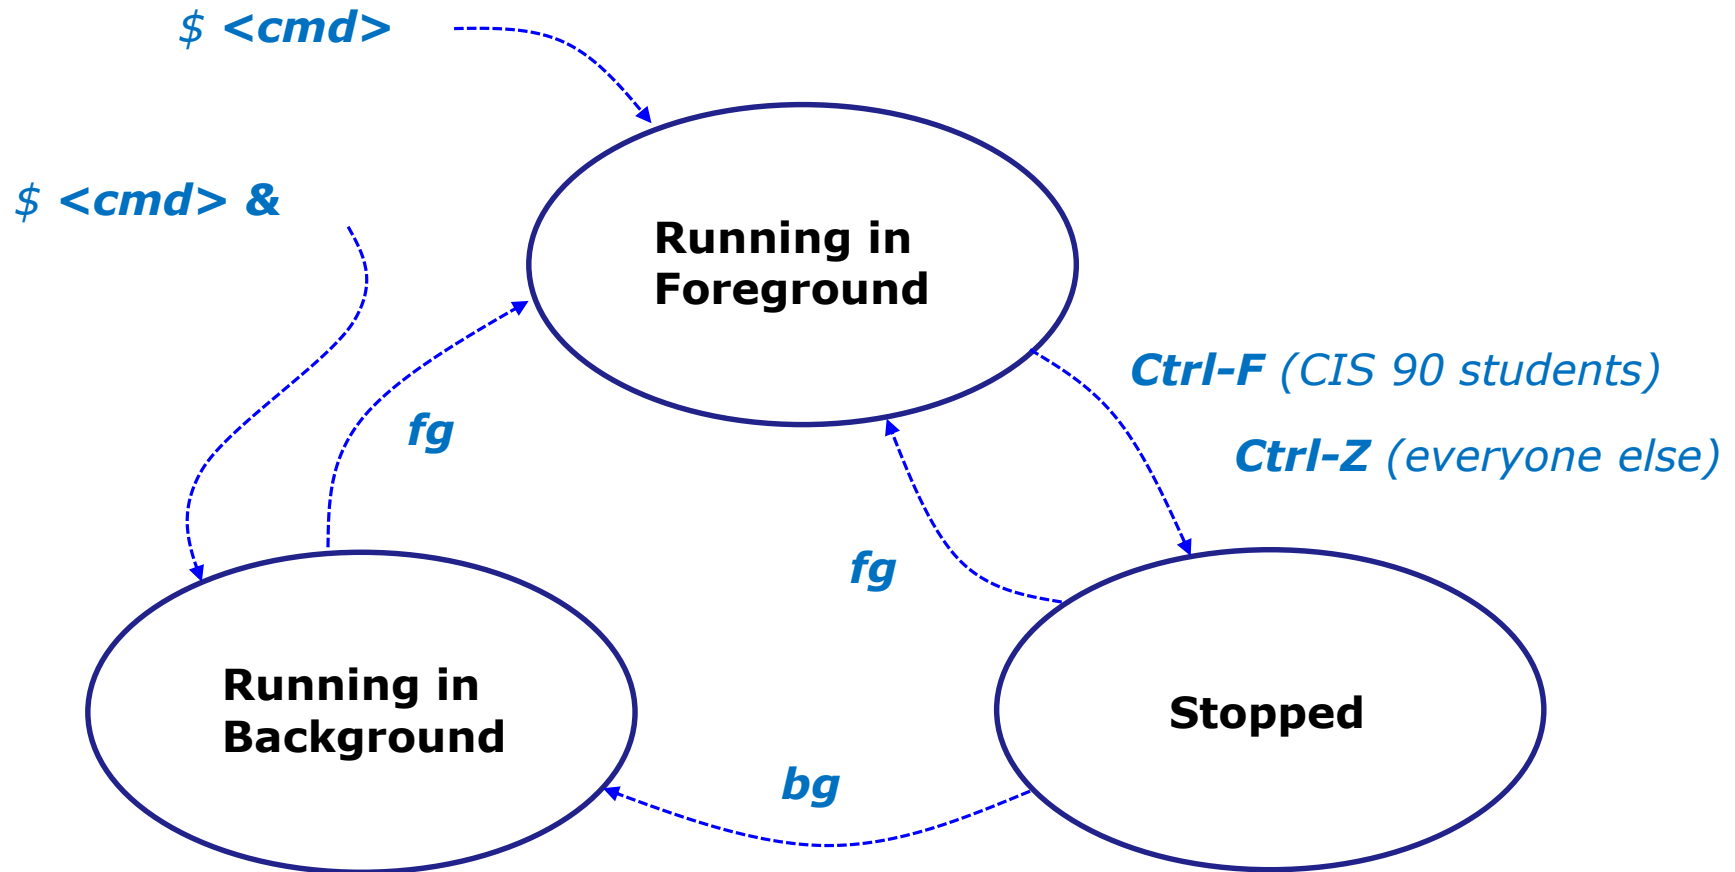 $ <cmd>
$ <cmd> &
Running in
Foreground
Ctrl-F (CIS 90 students)
fg
Ctrl-Z (everyone else)
fg
Running in
Background
Stopped
bg